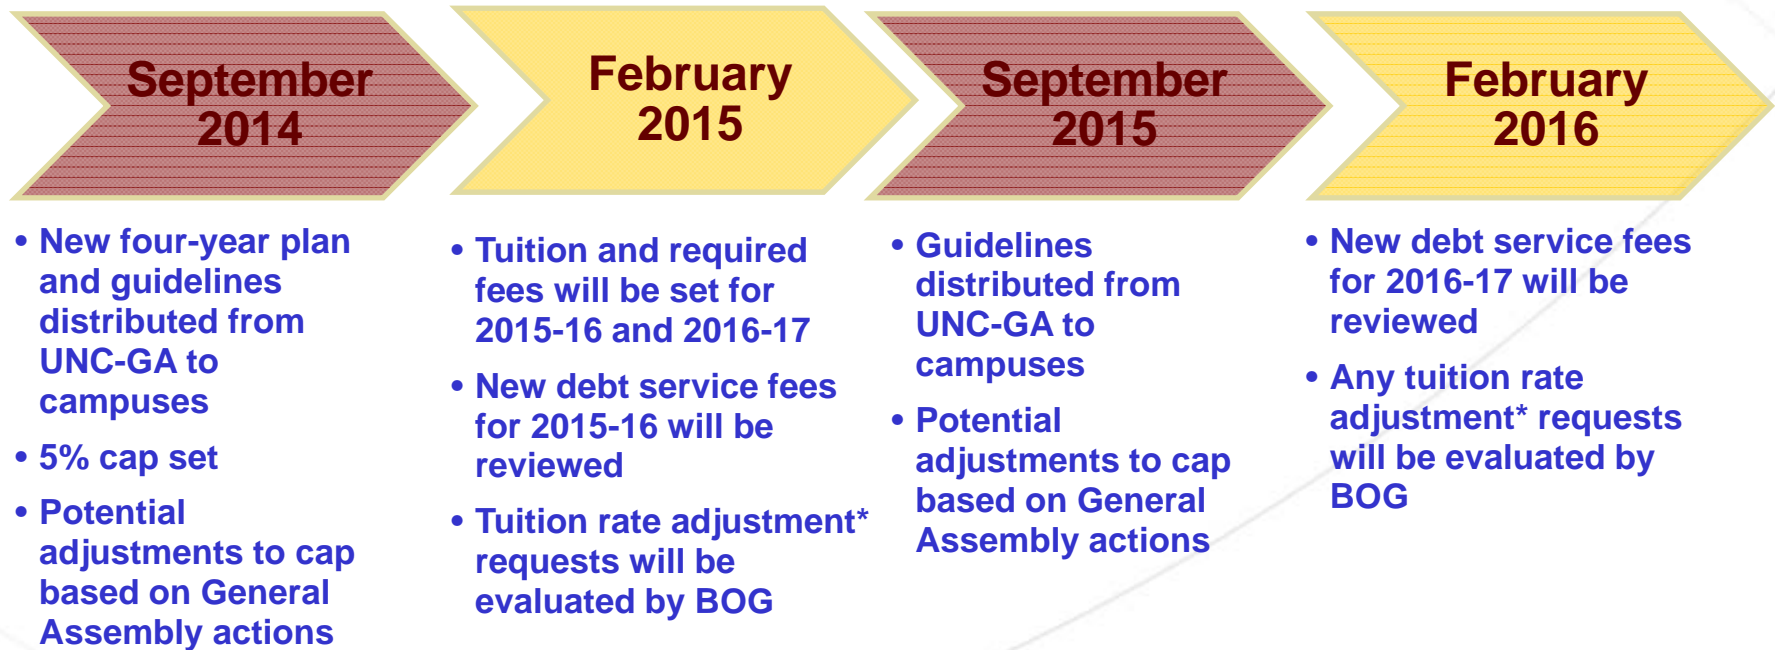 September
2014
• New four-year plan
and guidelines
distributed from
UNC-GA to
campuses
• 5% cap set
• Potential
adjustments to cap
based on General
Assembly actions
February
2015
• Tuition and required
fees will be set for
2015-16 and 2016-17
• New debt service fees
for 2015-16 will be
reviewed
• Tuition rate adjustment*
requests will be
evaluated by BOG
September
2015
• Guidelines
distributed from
UNC-GA to
campuses
• Potential
adjustments to cap
based on General
Assembly actions
February
2016
• New debt service fees
for 2016-17 will be
reviewed
• Any tuition rate
adjustment* requests
will be evaluated by
BOG